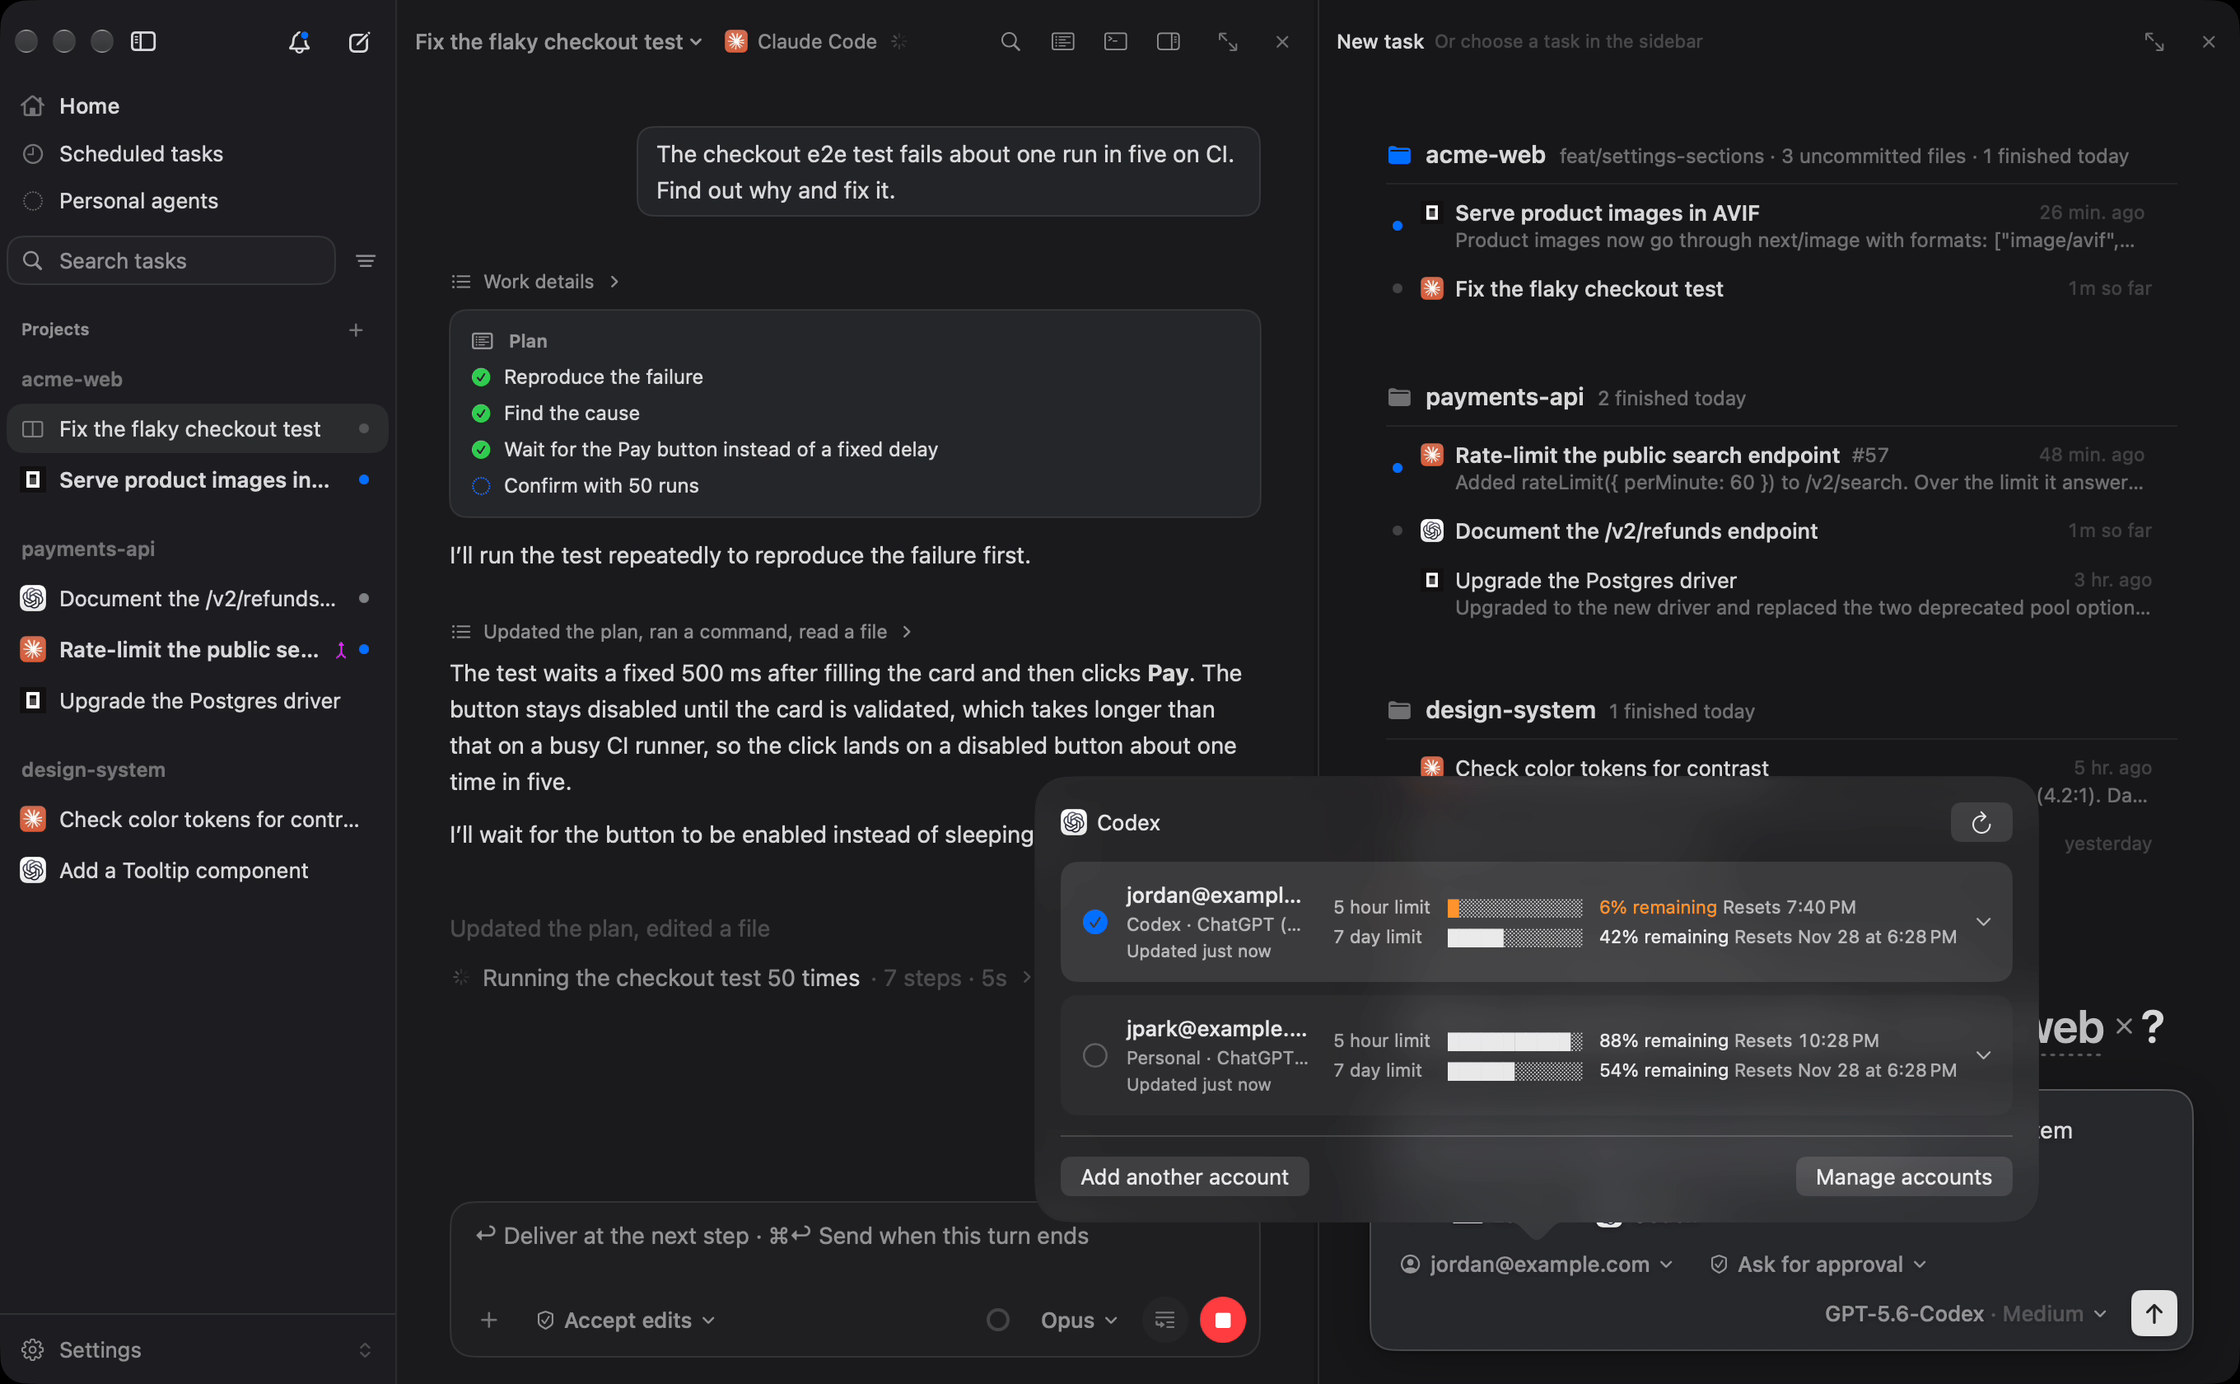 Home
Scheduled tasks
Personal agents
Search tasks
Projects
acme-web
Fix the flaky checkout test
Serve product images in...
payments-api
Document the /v2/refunds...
Rate-limit the public se...
Upgrade the Postgres driver
design-system
Check color tokens for contr...
Add a Tooltip component
Settings
Fix the flaky checkout test
Claude Code
The checkout e2e test fails about one run in five on CI.
Find out why and fix it.
Work details
Plan
Reproduce the failure
Find the cause
Wait for the Pay button instead of a fixed delay
Confirm with 50 runs
I’ll run the test repeatedly to reproduce the failure first.
Updated the plan, ran a command, read a file
The test waits a fixed 500 ms after filling the card and then clicks Pay. The
button stays disabled until the card is validated, which takes longer than
that on a busy CI runner, so the click lands on a disabled button about one
time in five.
I’ll wait for the button to be enabled instead of sleeping
Updated the plan, edited a file
Running the checkout test 50 times · 7 steps · 5s
↩ Deliver at the next step · ⌘↩ Send when this turn ends
Accept edits
Opus
New task Or choose a task in the sidebar
acme-web feat/settings-sections · 3 uncommitted files · 1 finished today
Serve product images in AVIF 26 min. ago
Product images now go through next/image with formats: ["image/avif",...
Fix the flaky checkout test 1m so far
payments-api 2 finished today
Rate-limit the public search endpoint #57 48 min. ago
Added rateLimit({ perMinute: 60 }) to /v2/search. Over the limit it answer...
Document the /v2/refunds endpoint 1m so far
Upgrade the Postgres driver 3 hr. ago
Upgraded to the new driver and replaced the two deprecated pool option...
design-system 1 finished today
Check color tokens for contrast 5 hr. ago
(4.2:1). Da...
yesterday
web ×?
Codex
jordan@exampl...
Codex · ChatGPT (...
Updated just now
5 hour limit 6% remaining Resets 7:40 PM
7 day limit 42% remaining Resets Nov 28 at 6:28 PM
jpark@example....
Personal · ChatGPT...
Updated just now
5 hour limit 88% remaining Resets 10:28 PM
7 day limit 54% remaining Resets Nov 28 at 6:28 PM
Add another account
Manage accounts
jordan@example.com
Ask for approval
GPT-5.6-Codex · Medium